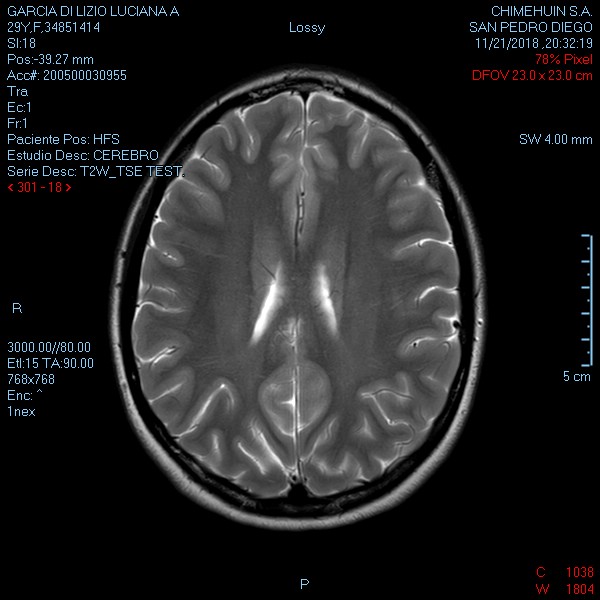 GARCIA DI LIZIO LUCIANA A
29Y,F,34851414
Sl:18
Pos:-39.27 mm
Acc#: 200500030955
Tra
Ec:1
Fr:1
Paciente Pos: HFS
Estudio Desc: CEREBRO
Serie Desc: T2W_TSE TEST.
< 301 - 18 >
Lossy
CHIMEHUIN S.A.
SAN PEDRO DIEGO
11/21/2018 ,20:32:19
78% Pixel
DFOV 23.0 x 23.0 cm
SW 4.00 mm
R
5 cm
3000.00//80.00
Etl:15 TA:90.00
768x768
Enc: ^
1nex
P
C 1038
W 1804